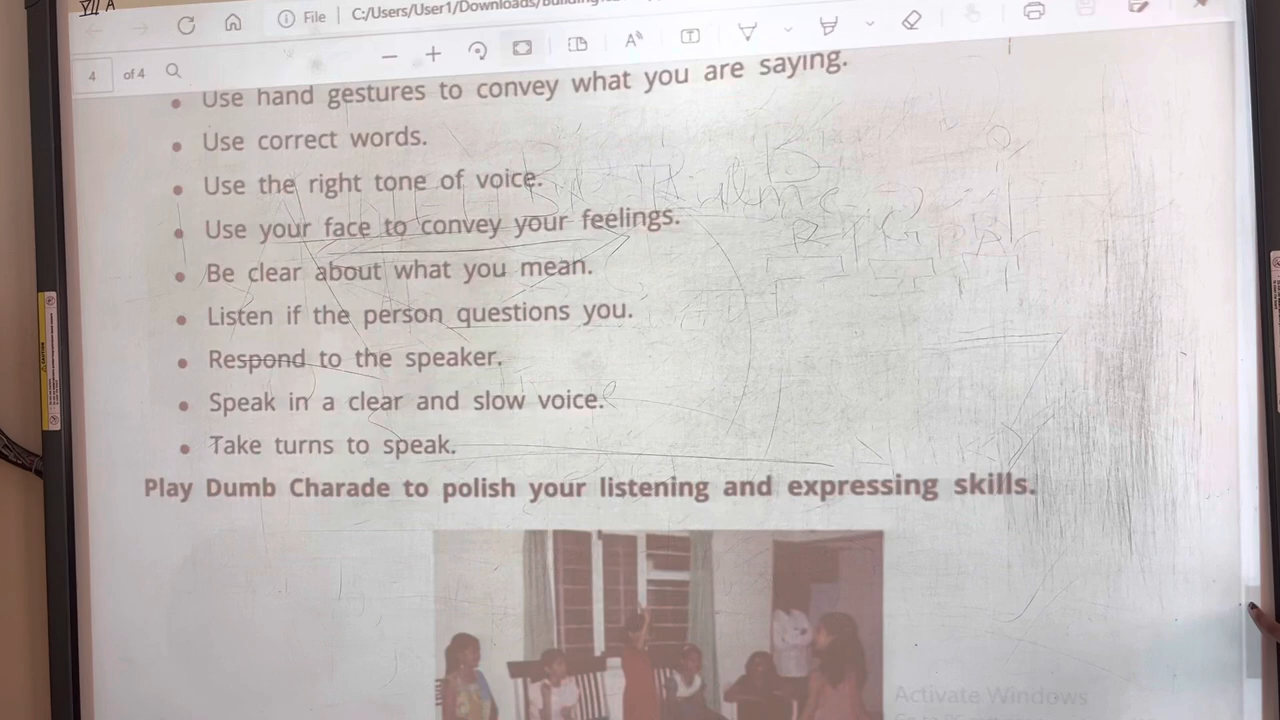 VII A
File | C:/Users/User1/Downloads/Building
4 of 4
• Use hand gestures to convey what you are saying.
• Use correct words.
• Use the right tone of voice.
• Use your face to convey your feelings.
• Be clear about what you mean.
• Listen if the person questions you.
• Respond to the speaker.
• Speak in a clear and slow voice.
• Take turns to speak.
Play Dumb Charade to polish your listening and expressing skills.
Activate Windows